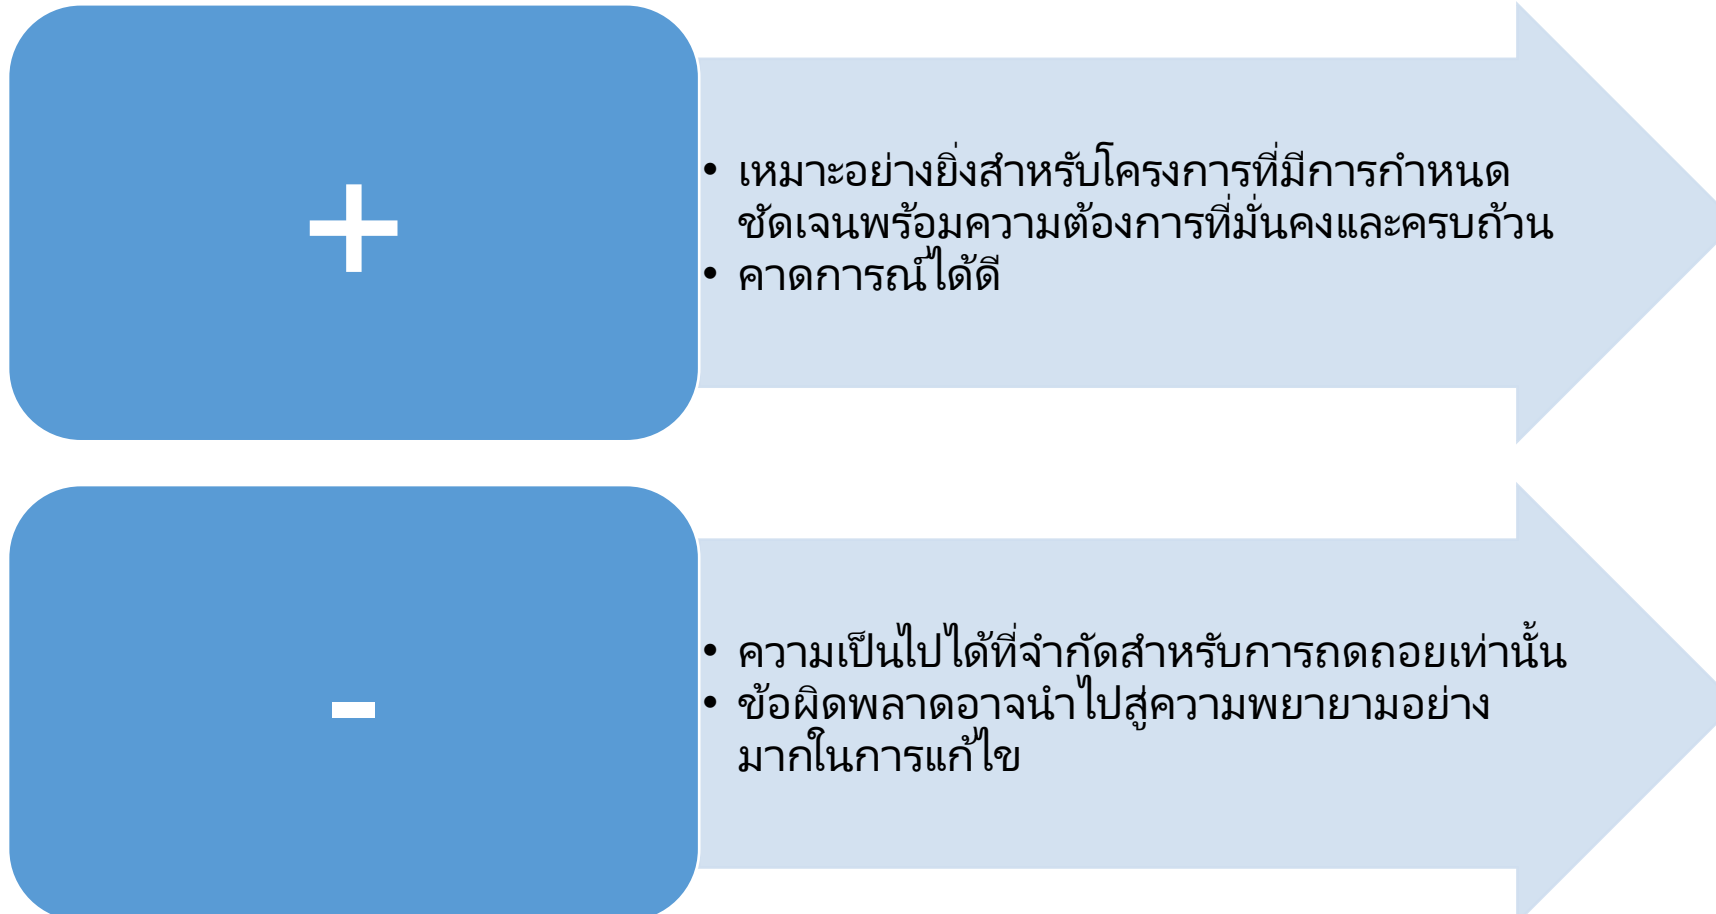 +
• เหมาะอย่างยิ่งสำหรับโครงการที่มีการกำหนด
ชัดเจนพร้อมความต้องการที่มั่นคงและครบถ้วน
• คาดการณ์ได้ดี
-
• ความเป็นไปได้ที่จำกัดสำหรับการถดถอยเท่านั้น
• ข้อผิดพลาดอาจนำไปสู่ความพยายามอย่าง
มากในการแก้ไข